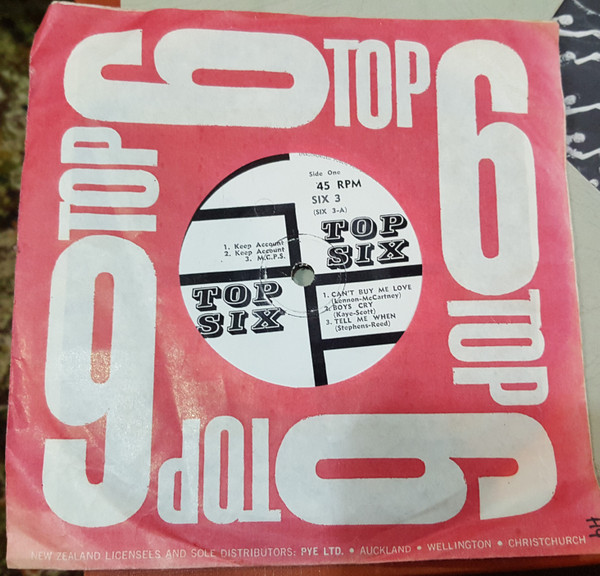 6 TOP
6 TOP
6 TOP
6 TOP
Side One
45 RPM
SIX 3
(SIX 3-A)
TOP
SIX
1. Keep Account
2. Keep Account
3. M.C.P.S.
TOP
SIX
1. CAN'T BUY ME LOVE
(Lennon-McCartney)
2. BOYS CRY
(Kaye-Scott)
3. TELL ME WHEN
(Stephens-Reed)
NEW ZEALAND LICENSEES AND SOLE DISTRIBUTORS: PYE LTD. • AUCKLAND • WELLINGTON • CHRISTCHURCH